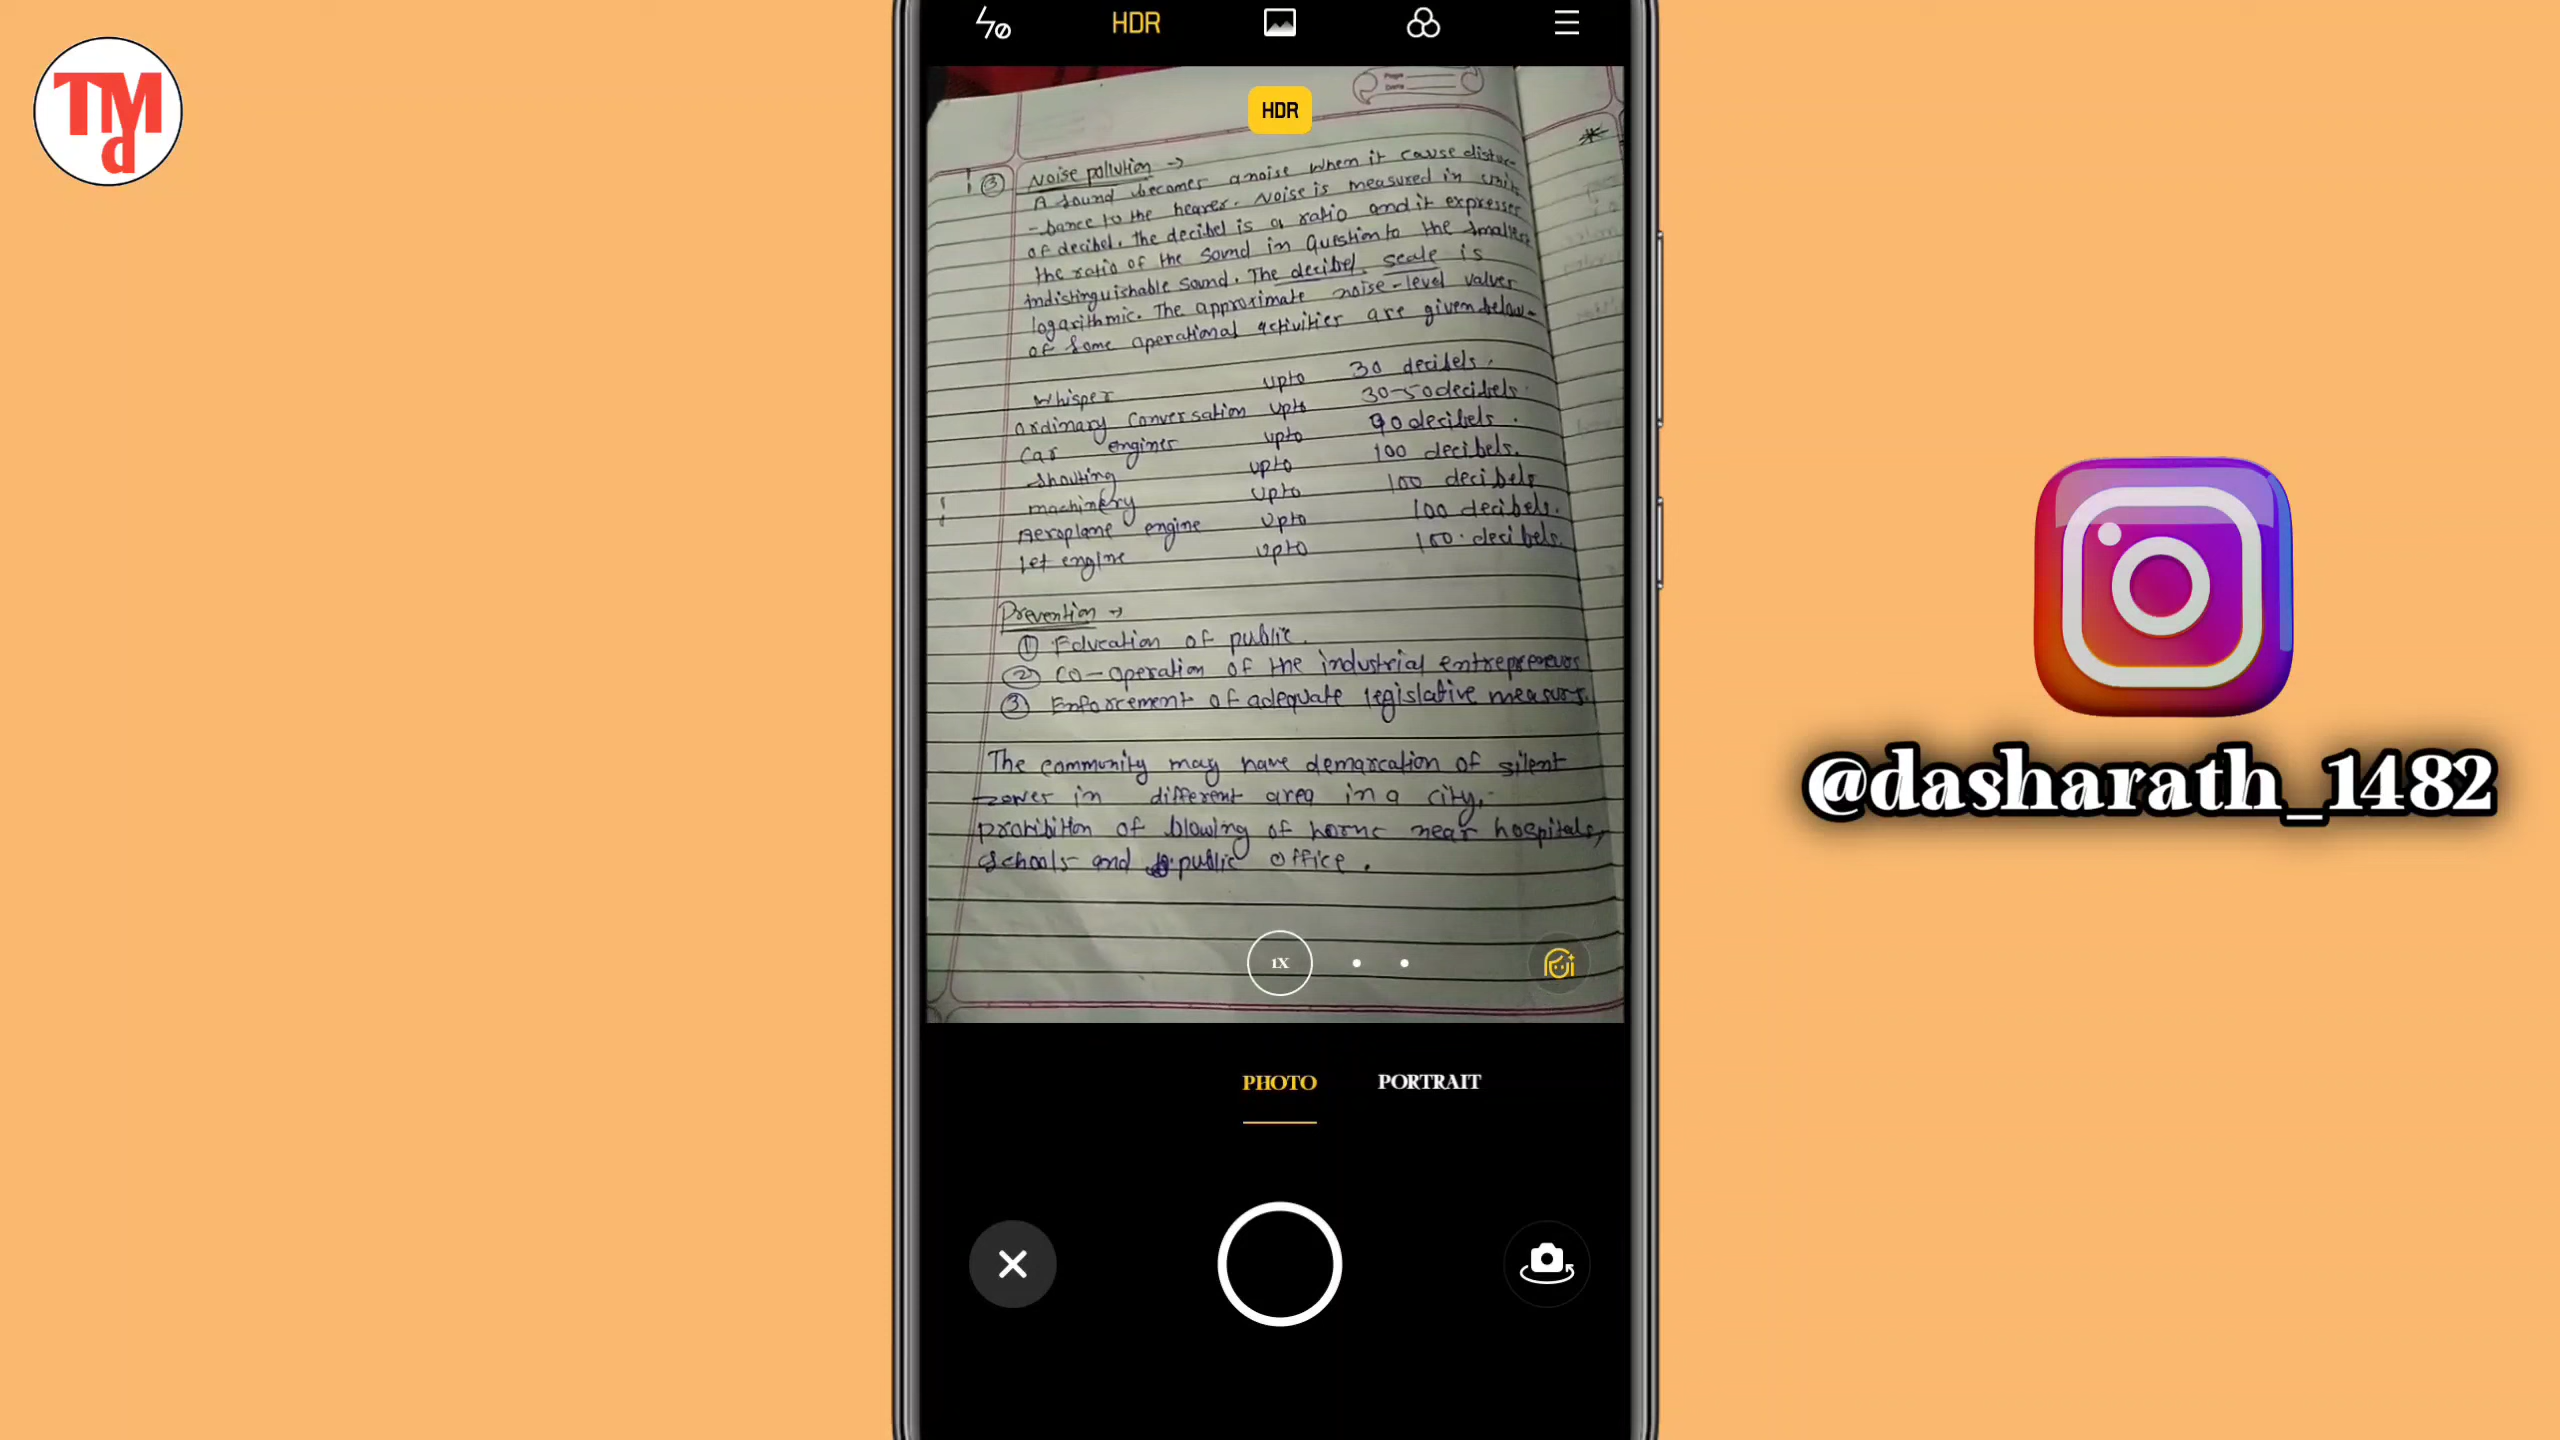 TMd
HDR
HDR
Page
Date
③ Noise pollution →
A sound becomes a noise when it cause distur-
-bance to the hearer. Noise is measured in unit
of decibel. The decibel is a ratio and it expresses
the ratio of the sound in question to the smallest
indistinguishable sound. The decibel scale is
logarithmic. The approximate noise-level values
of some operational activities are given below-
whisper upto 30 decibels.
ordinary conversation upto 30-50 decibels
car engines upto 90 decibels.
shouting upto 100 decibels.
machinery upto 100 decibels
Aeroplane engine upto 100 decibels.
Let engine upto 100. decibels.
Prevention →
① Education of public.
② CO-operation of the industrial entrepreneurs
③ Enforcement of adequate legislative measurs.
The community may have demarcation of silent
in different area in a city,
prohibition of blowing of horns near hospitals,
schools and public office.
1X
PHOTO PORTRAIT
@dasharath_1482